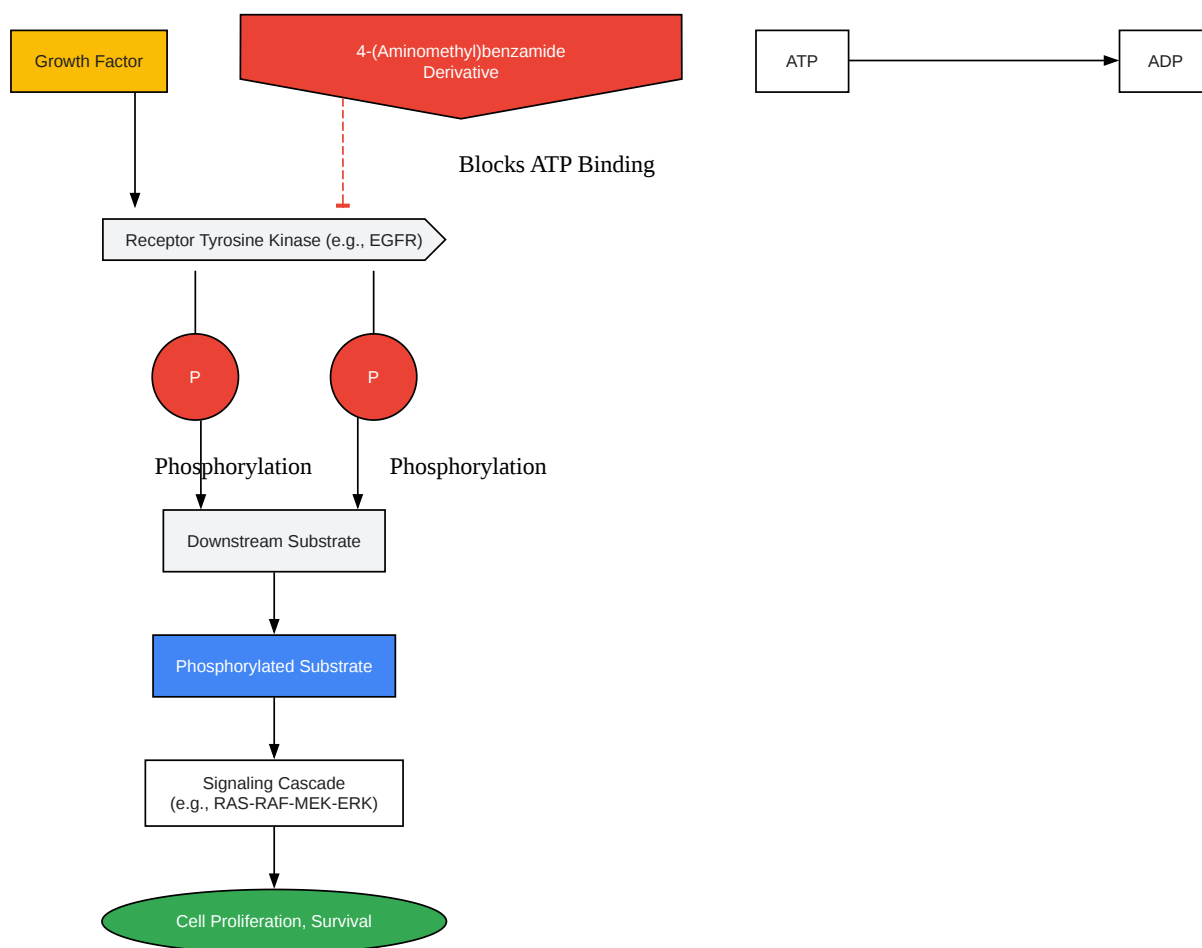 Growth Factor
4-(Aminomethyl)benzamide
Derivative
ATP
ADP
Blocks ATP Binding
Receptor Tyrosine Kinase (e.g., EGFR)
P
P
Phosphorylation
Phosphorylation
Downstream Substrate
Phosphorylated Substrate
Signaling Cascade
(e.g., RAS-RAF-MEK-ERK)
Cell Proliferation, Survival